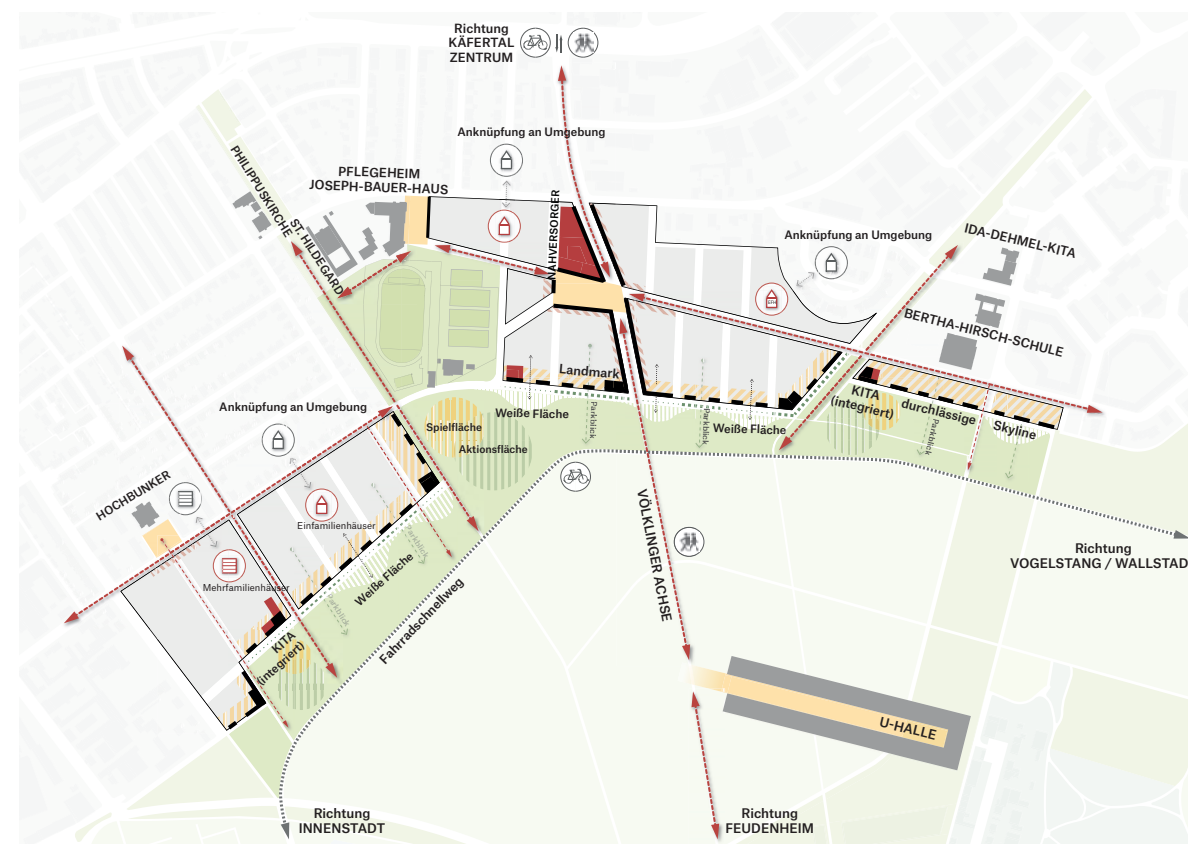 Richtung
KÄFERTAL
ZENTRUM
Anknüpfung an Umgebung
PHILIPPUSKIRCHE
PFLEGEHEIM
JOSEPH-BAUER-HAUS
ST. HILDEGARD
NAHVERSORGER
Anknüpfung an Umgebung
IDA-DEHMEL-KITA
BERTHA-HIRSCH-SCHULE
Landmark
KITA
(integriert)
durchlässige
Skyline
Weiße Fläche
Weiße Fläche
Parkblick
Parkblick
Parkblick
Anknüpfung an Umgebung
Spielfläche
Aktionsfläche
HOCHBUNKER
Einfamilienhäuser
Mehrfamilienhäuser
Parkblick
Weiße Fläche
Parkblick
KITA
(integriert)
Fahrradschnellweg
VÖLKLINGER ACHSE
Richtung
VOGELSTANG / WALLSTAD
U-HALLE
Richtung
INNENSTADT
Richtung
FEUDENHEIM